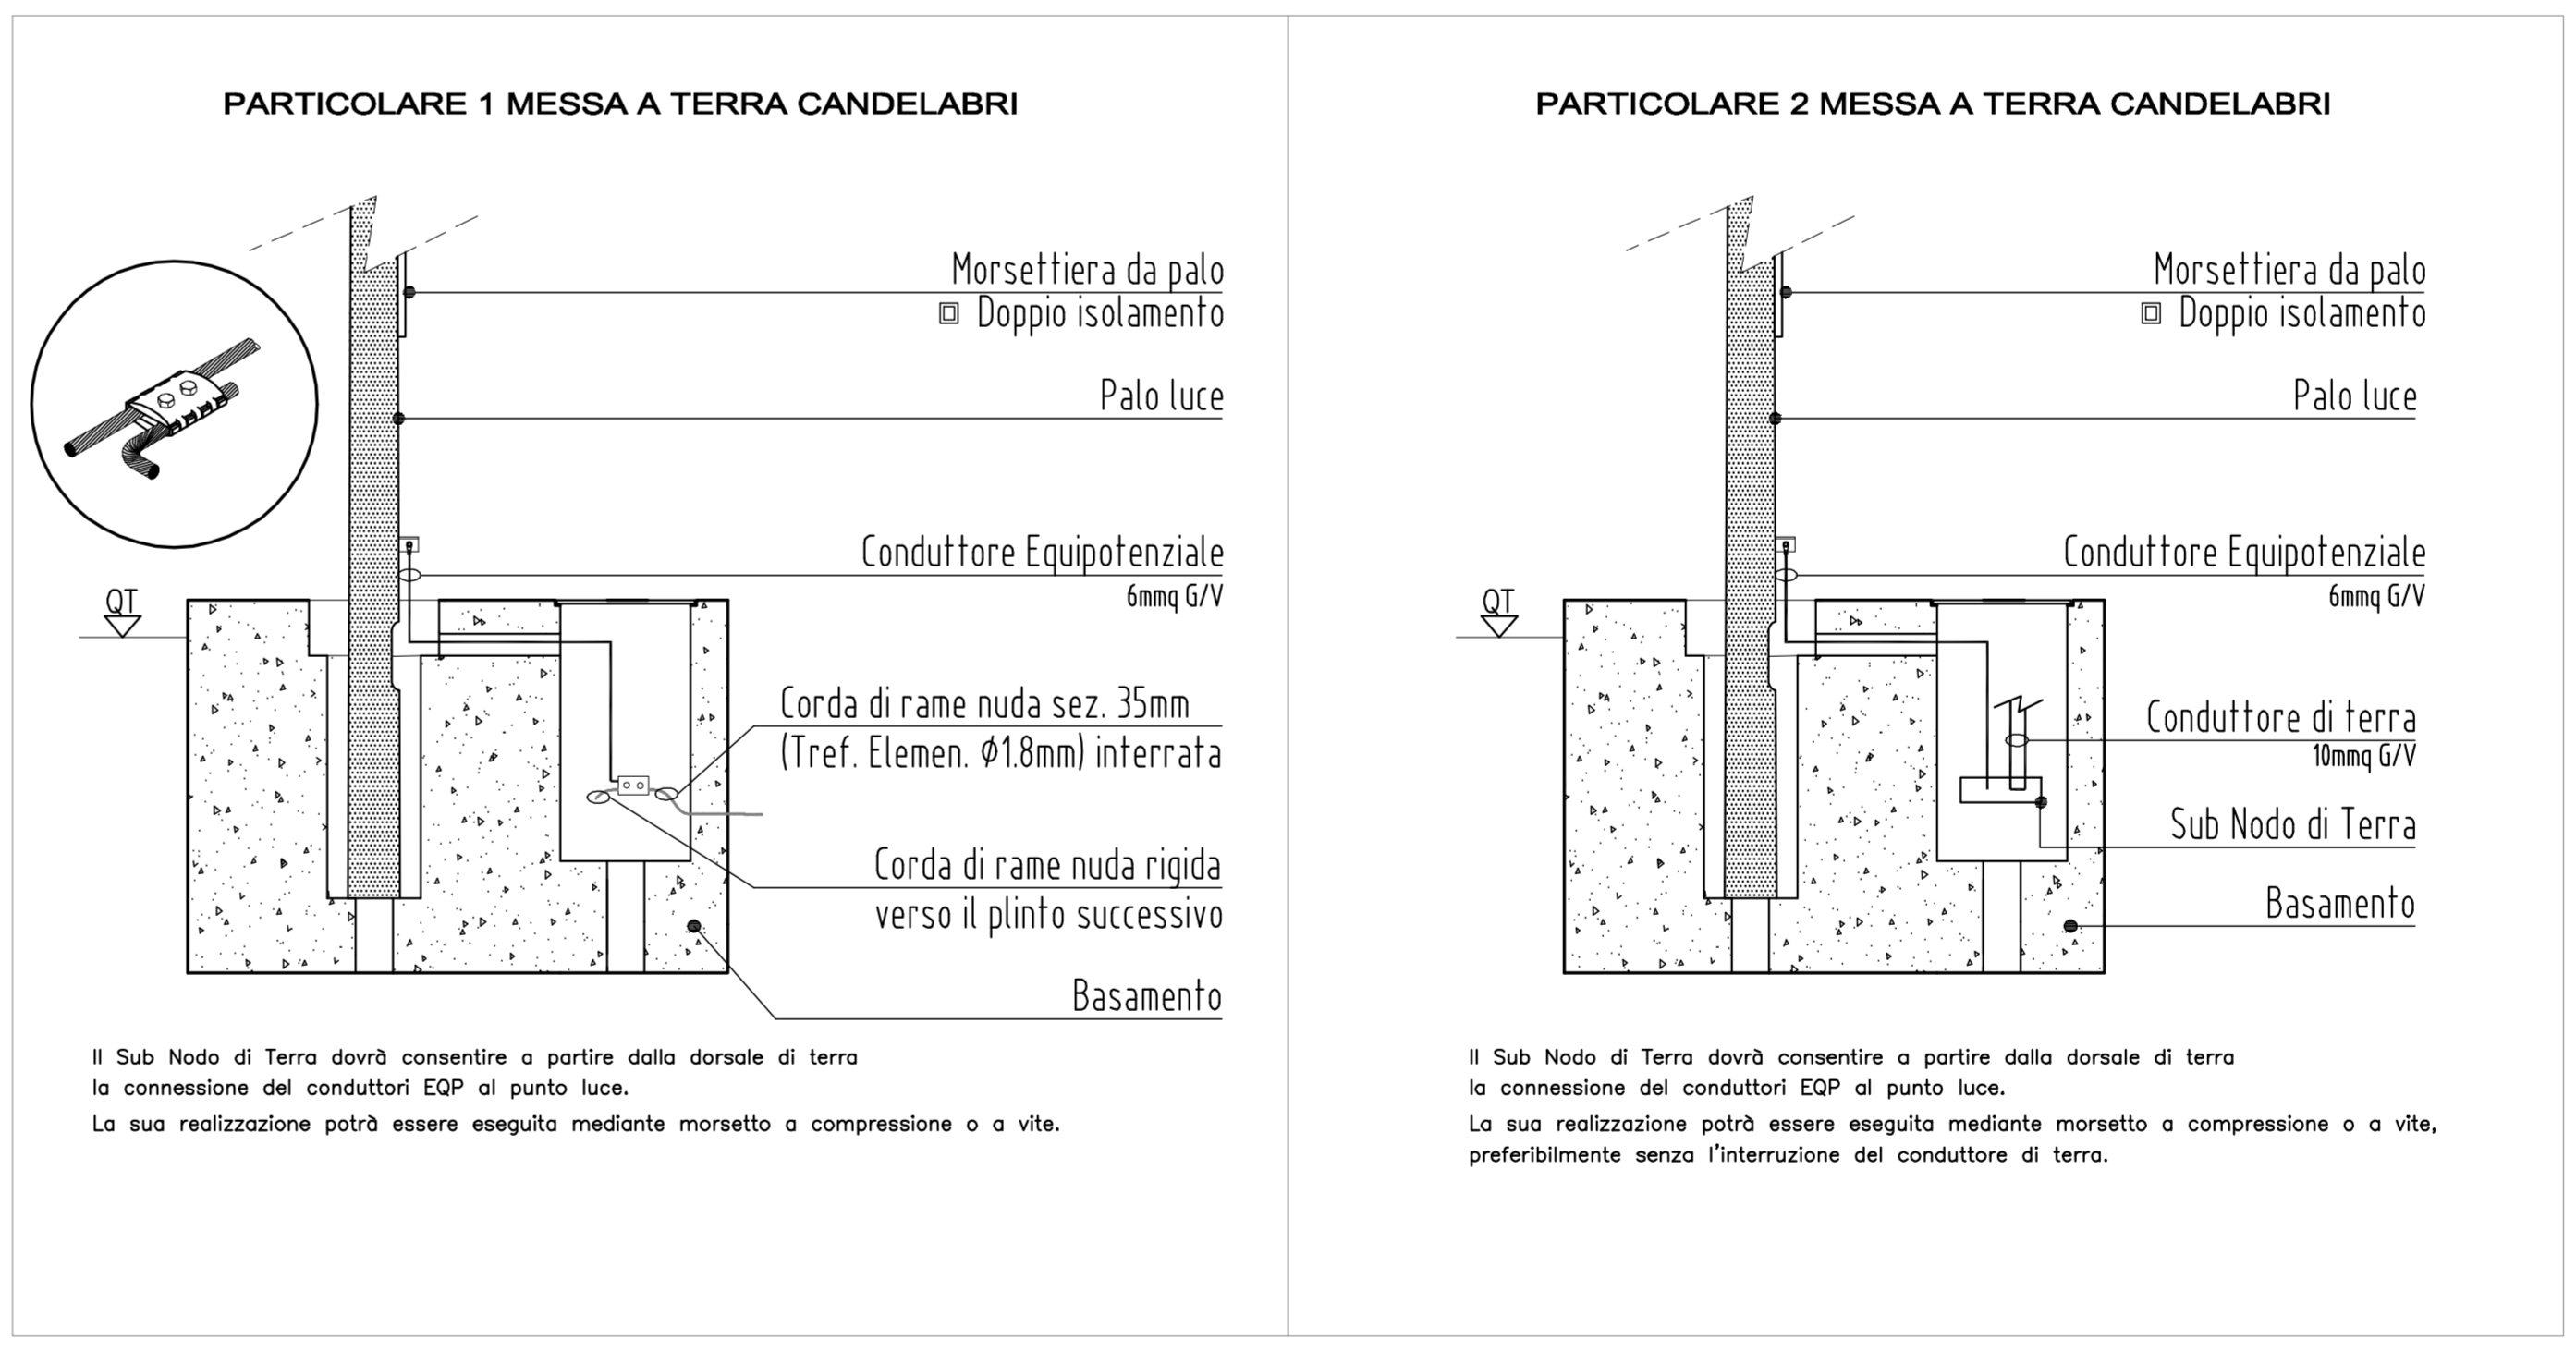 PARTICOLARE 1 MESSA A TERRA CANDELABRI
Morsettiera da palo
Doppio isolamento
Palo luce
Conduttore Equipotenziale
6mmq G/V
QT
Corda di rame nuda sez. 35mm
(Tref. Elemen. Ø1.8mm) interrata
Corda di rame nuda rigida
verso il plinto successivo
Basamento
Il Sub Nodo di Terra dovrà consentire a partire dalla dorsale di terra
la connessione del conduttori EQP al punto luce.
La sua realizzazione potrà essere eseguita mediante morsetto a compressione o a vite.
PARTICOLARE 2 MESSA A TERRA CANDELABRI
Morsettiera da palo
Doppio isolamento
Palo luce
Conduttore Equipotenziale
6mmq G/V
QT
Conduttore di terra
10mmq G/V
Sub Nodo di Terra
Basamento
Il Sub Nodo di Terra dovrà consentire a partire dalla dorsale di terra
la connessione del conduttori EQP al punto luce.
La sua realizzazione potrà essere eseguita mediante morsetto a compressione o a vite,
preferibilmente senza l'interruzione del conduttore di terra.